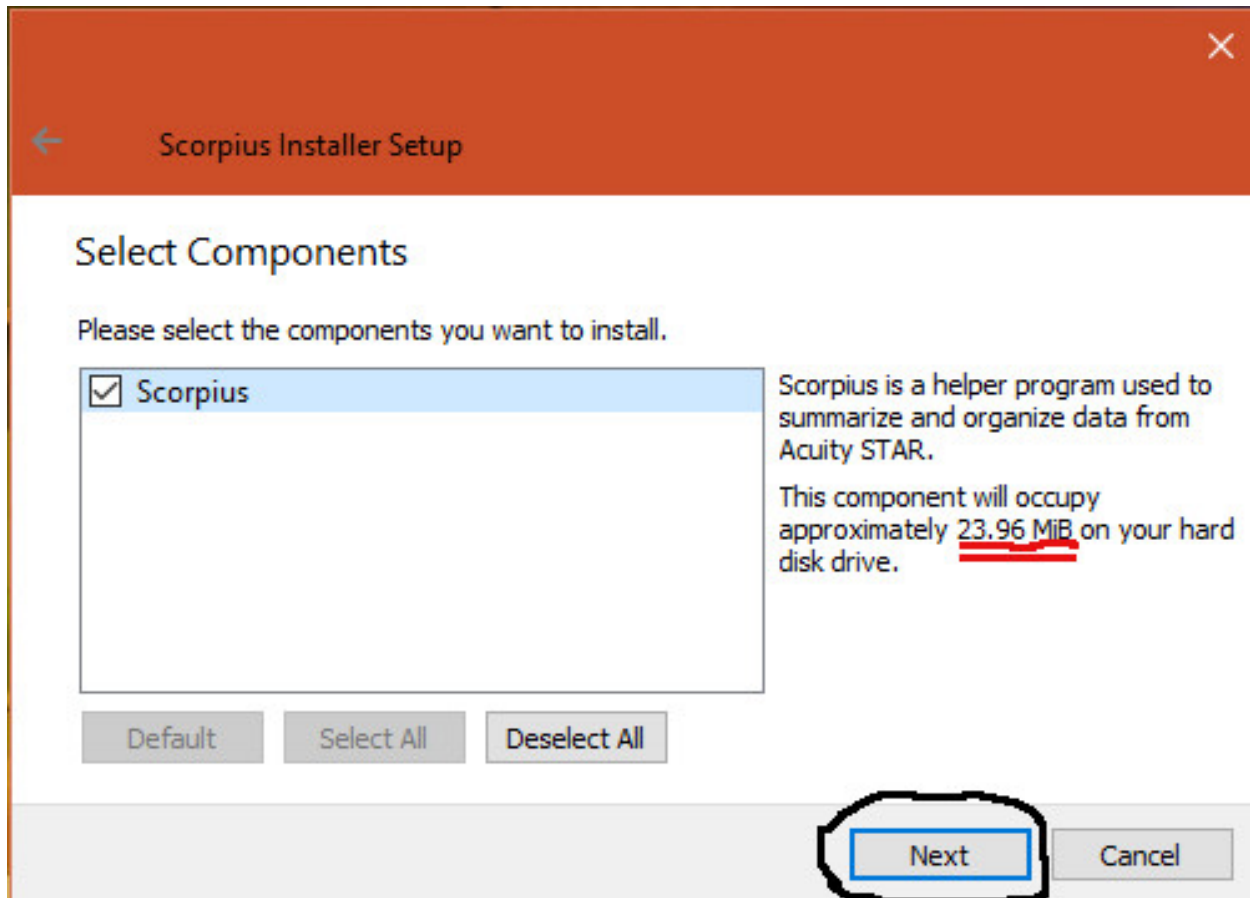 Scorpius Installer Setup
Select Components
Please select the components you want to install.
Scorpius
Scorpius is a helper program used to
summarize and organize data from
Acuity STAR.
This component will occupy
approximately 23.96 MiB on your hard
disk drive.
Default Select All Deselect All
Next Cancel